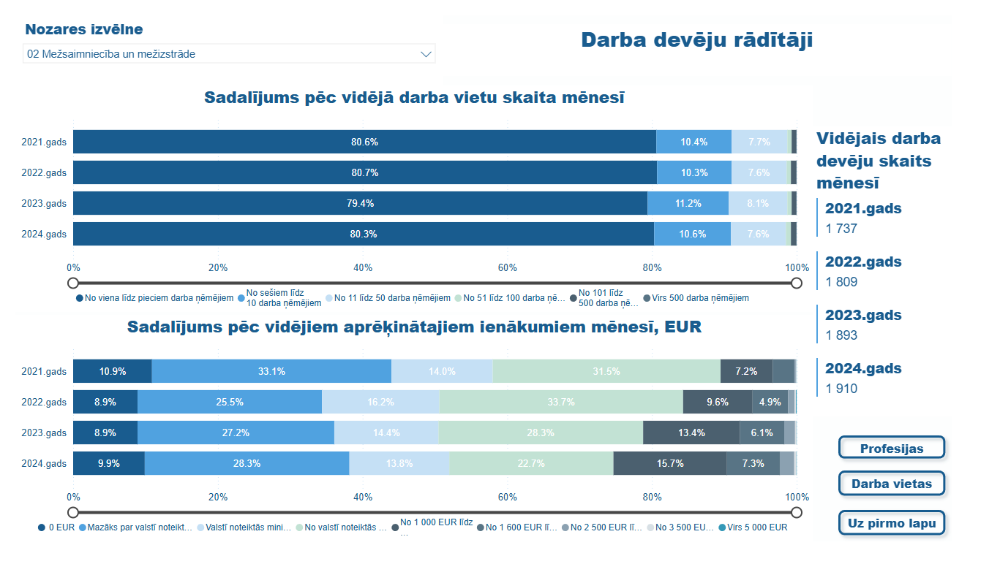 Nozares izvēlne
02 Mežsaimniecība un mežizstrāde
Darba devēju rādītāji
Sadalījums pēc vidējā darba vietu skaita mēnesī
2021.gads 80.6% 10.4% 7.7%
2022.gads 80.7% 10.3% 7.6%
2023.gads 79.4% 11.2% 8.1%
2024.gads 80.3% 10.6% 7.6%
0% 20% 40% 60% 80% 100%
No viena līdz pieciem darba ņēmējiem
No sešiem līdz
10 darba ņēmējiem
No 11 līdz 50 darba ņēmējiem
No 51 līdz 100 darba ņē...
No 101 līdz
500 darba ņē...
Virs 500 darba ņēmējiem
Sadalījums pēc vidējiem aprēķinātajiem ienākumiem mēnesī, EUR
2021.gads 10.9% 33.1% 14.0% 31.5% 7.2%
2022.gads 8.9% 25.5% 16.2% 33.7% 9.6% 4.9%
2023.gads 8.9% 27.2% 14.4% 28.3% 13.4% 6.1%
2024.gads 9.9% 28.3% 13.8% 22.7% 15.7% 7.3%
0% 20% 40% 60% 80% 100%
0 EUR
Mazāks par valstī noteikt...
Valstī noteiktās mini...
No valstī noteiktās ...
No 1 000 EUR līdz
...
No 1 600 EUR lī...
No 2 500 EUR lī...
No 3 500 EU...
Virs 5 000 EUR
Vidējais darba
devēju skaits
mēnesī
2021.gads
1 737
2022.gads
1 809
2023.gads
1 893
2024.gads
1 910
Profesijas
Darba vietas
Uz pirmo lapu